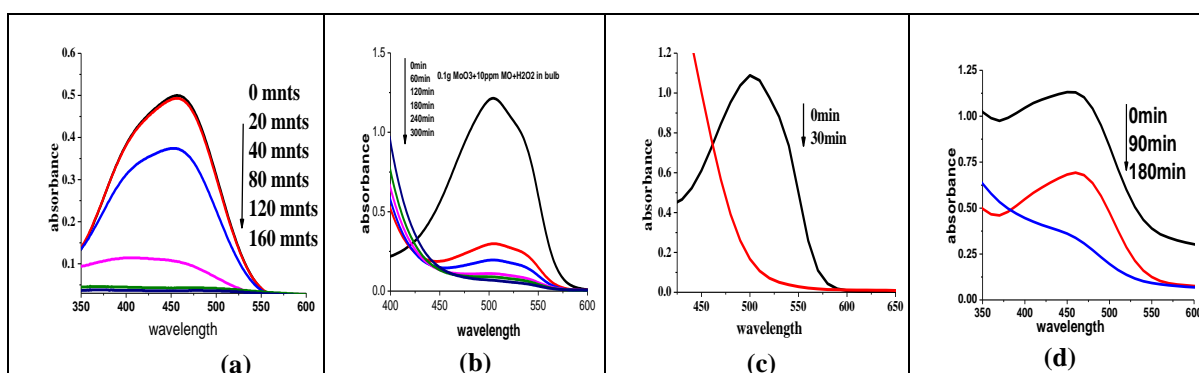 0.6
0.5
0.4
0.3
0.2
0.1
absorbance
350 400 450 500 550 600
wavelength
0 mnts
20 mnts
40 mnts
80 mnts
120 mnts
160 mnts
(a)
1.5
1.0
0.5
0.0
absorbance
400 450 500 550 600
wavelength
0min
60min
120min
180min
240min
300min
0.1g MoO3+10ppm MO+H2O2 in bulb
(b)
1.2
1.0
0.8
0.6
0.4
0.2
0.0
absorbance
450 500 550 600 650
wavelength
0min
30min
(c)
1.25
1.00
0.75
0.50
0.25
0.00
absorbance
350 400 450 500 550 600
wavelength
0min
90min
180min
(d)